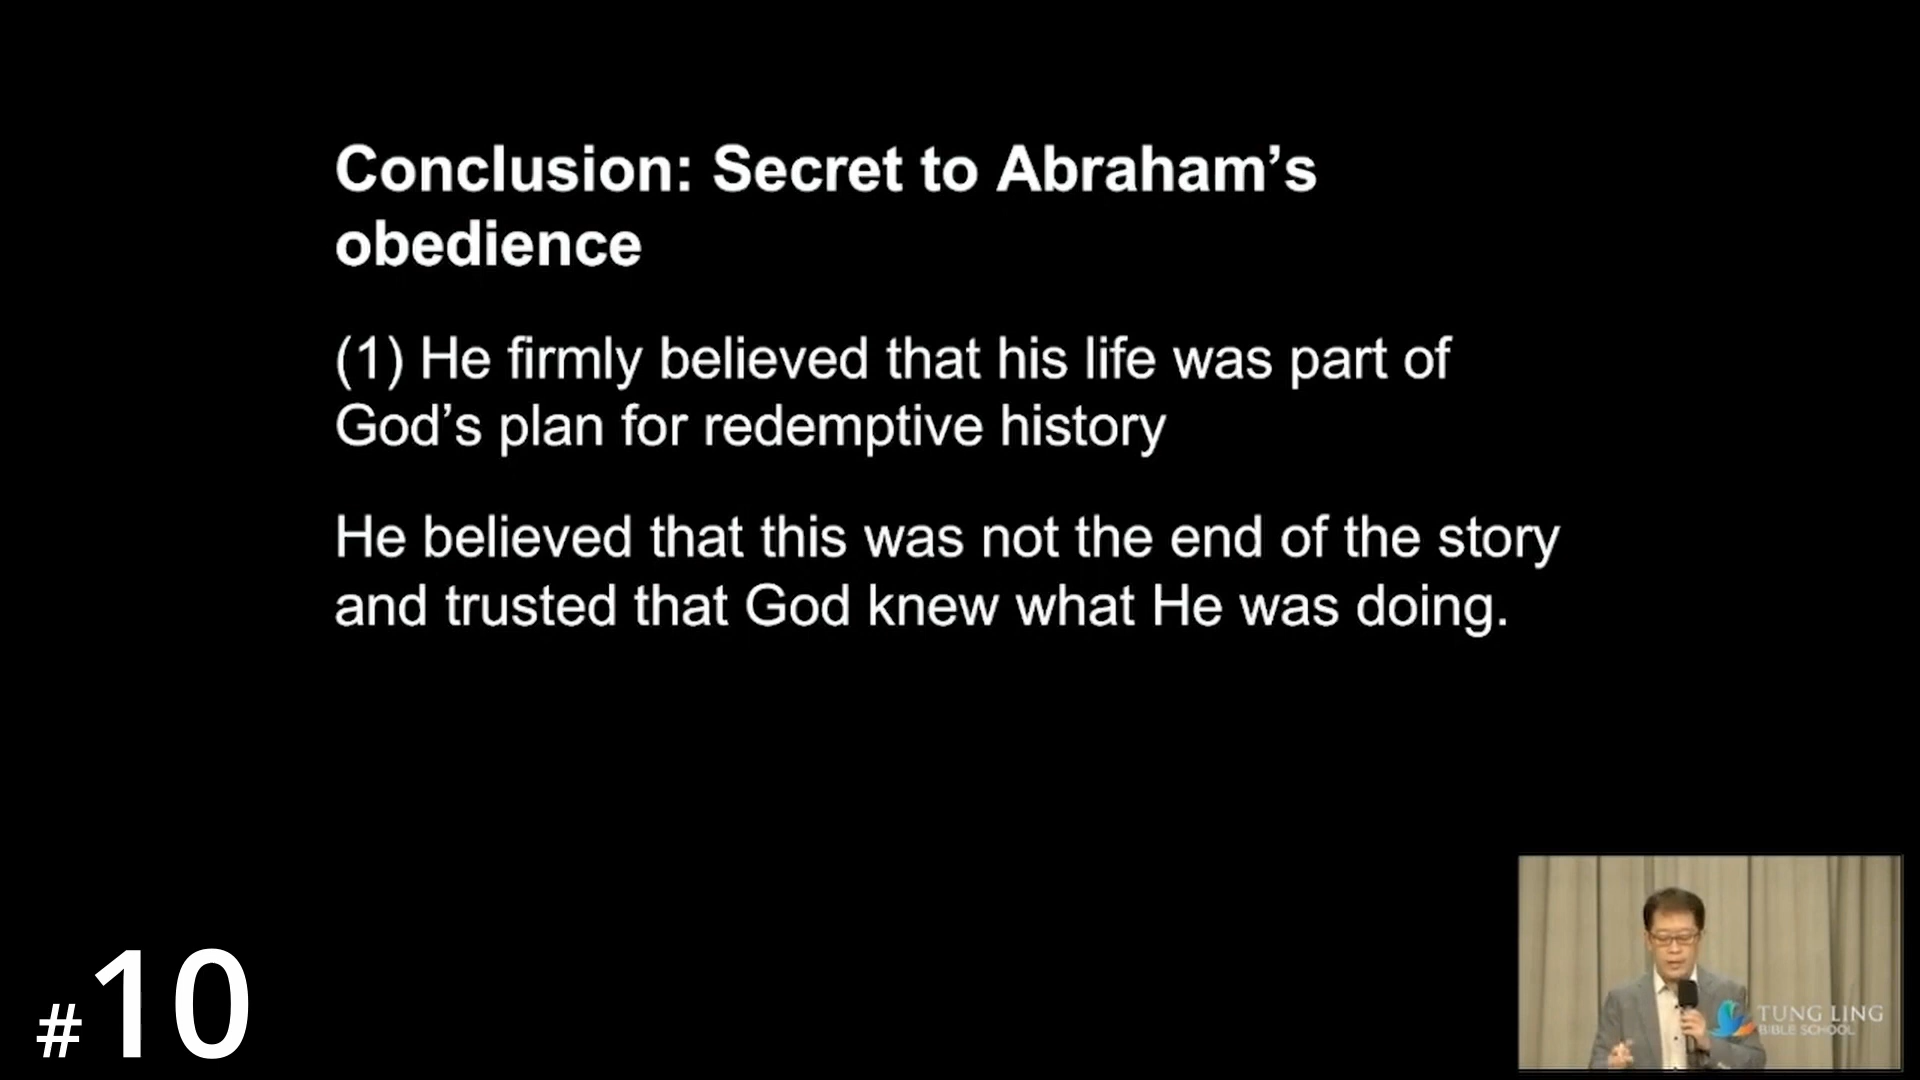 Conclusion: Secret to Abraham’s
obedience
(1) He firmly believed that his life was part of
God’s plan for redemptive history
He believed that this was not the end of the story
and trusted that God knew what He was doing.
#10
TUNG LING
BIBLE SCHOOL